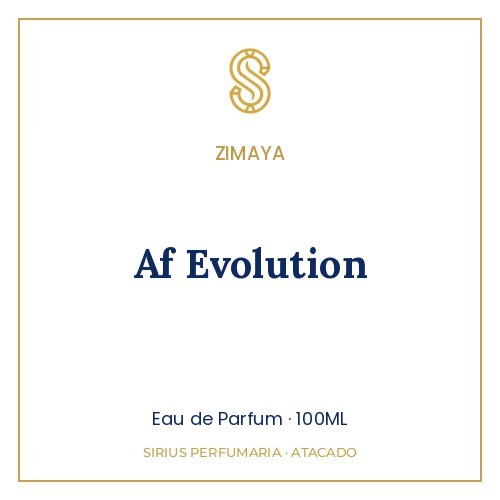 ZIMAYA
Af Evolution
Eau de Parfum · 100ML
SIRIUS PERFUMARIA · ATACADO